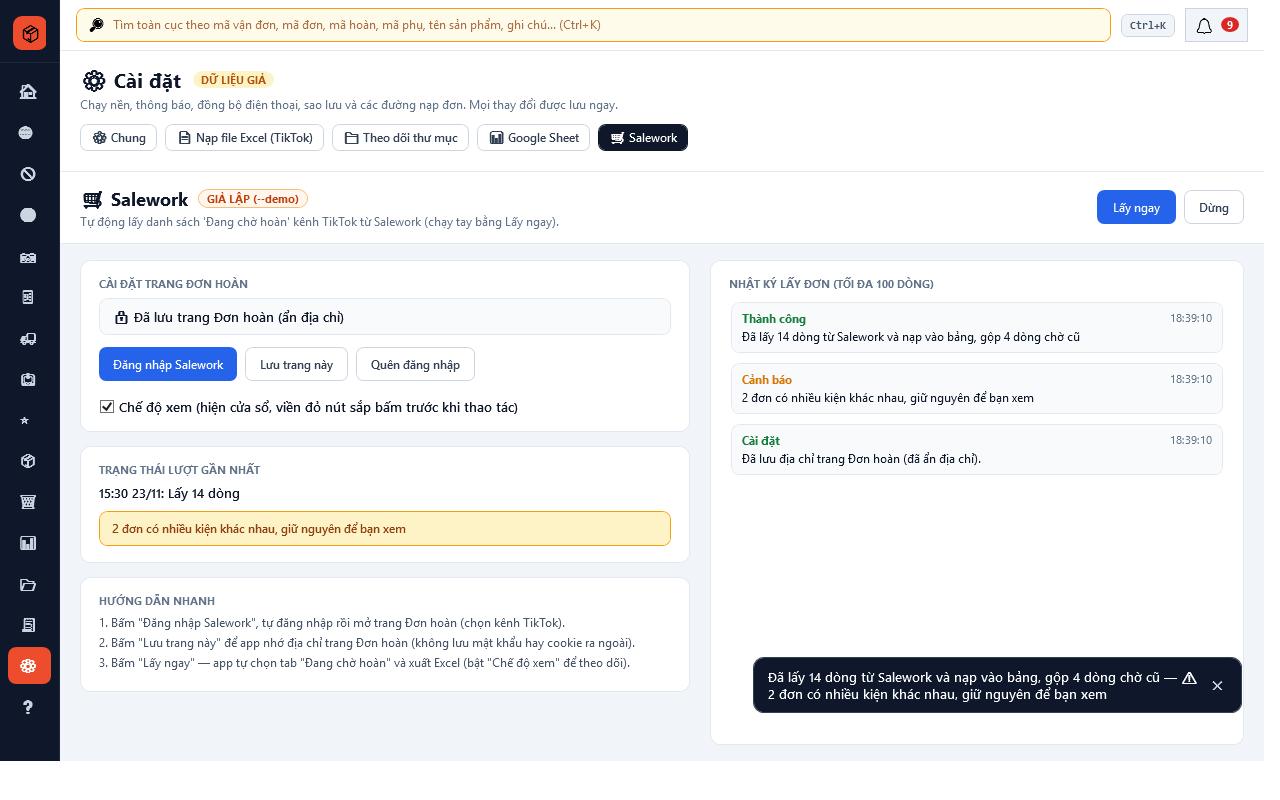 Tìm toàn cục theo mã vận đơn, mã đơn, mã hoàn, mã phụ, tên sản phẩm, ghi chú... (Ctrl+K)
Ctrl+K
9
Cài đặt
DỮ LIỆU GIẢ
Chạy nền, thông báo, đồng bộ điện thoại, sao lưu và các đường nạp đơn. Mọi thay đổi được lưu ngay.
Chung
Nạp file Excel (TikTok)
Theo dõi thư mục
Google Sheet
Salework
Salework
GIẢ LẬP (--demo)
Tự động lấy danh sách 'Đang chờ hoàn' kênh TikTok từ Salework (chạy tay bằng Lấy ngay).
Lấy ngay
Dừng
CÀI ĐẶT TRANG ĐƠN HOÀN
Đã lưu trang Đơn hoàn (ẩn địa chỉ)
Đăng nhập Salework
Lưu trang này
Quên đăng nhập
Chế độ xem (hiện cửa sổ, viền đỏ nút sắp bấm trước khi thao tác)
TRẠNG THÁI LƯỢT GẦN NHẤT
15:30 23/11: Lấy 14 dòng
2 đơn có nhiều kiện khác nhau, giữ nguyên để bạn xem
HƯỚNG DẪN NHANH
1. Bấm "Đăng nhập Salework", tự đăng nhập rồi mở trang Đơn hoàn (chọn kênh TikTok).
2. Bấm "Lưu trang này" để app nhớ địa chỉ trang Đơn hoàn (không lưu mật khẩu hay cookie ra ngoài).
3. Bấm "Lấy ngay" — app tự chọn tab "Đang chờ hoàn" và xuất Excel (bật "Chế độ xem" để theo dõi).
NHẬT KÝ LẤY ĐƠN (TỐI ĐA 100 DÒNG)
Thành công
18:39:10
Đã lấy 14 dòng từ Salework và nạp vào bảng, gộp 4 dòng chờ cũ
Cảnh báo
18:39:10
2 đơn có nhiều kiện khác nhau, giữ nguyên để bạn xem
Cài đặt
18:39:10
Đã lưu địa chỉ trang Đơn hoàn (đã ẩn địa chỉ).
Đã lấy 14 dòng từ Salework và nạp vào bảng, gộp 4 dòng chờ cũ — ⚠
2 đơn có nhiều kiện khác nhau, giữ nguyên để bạn xem